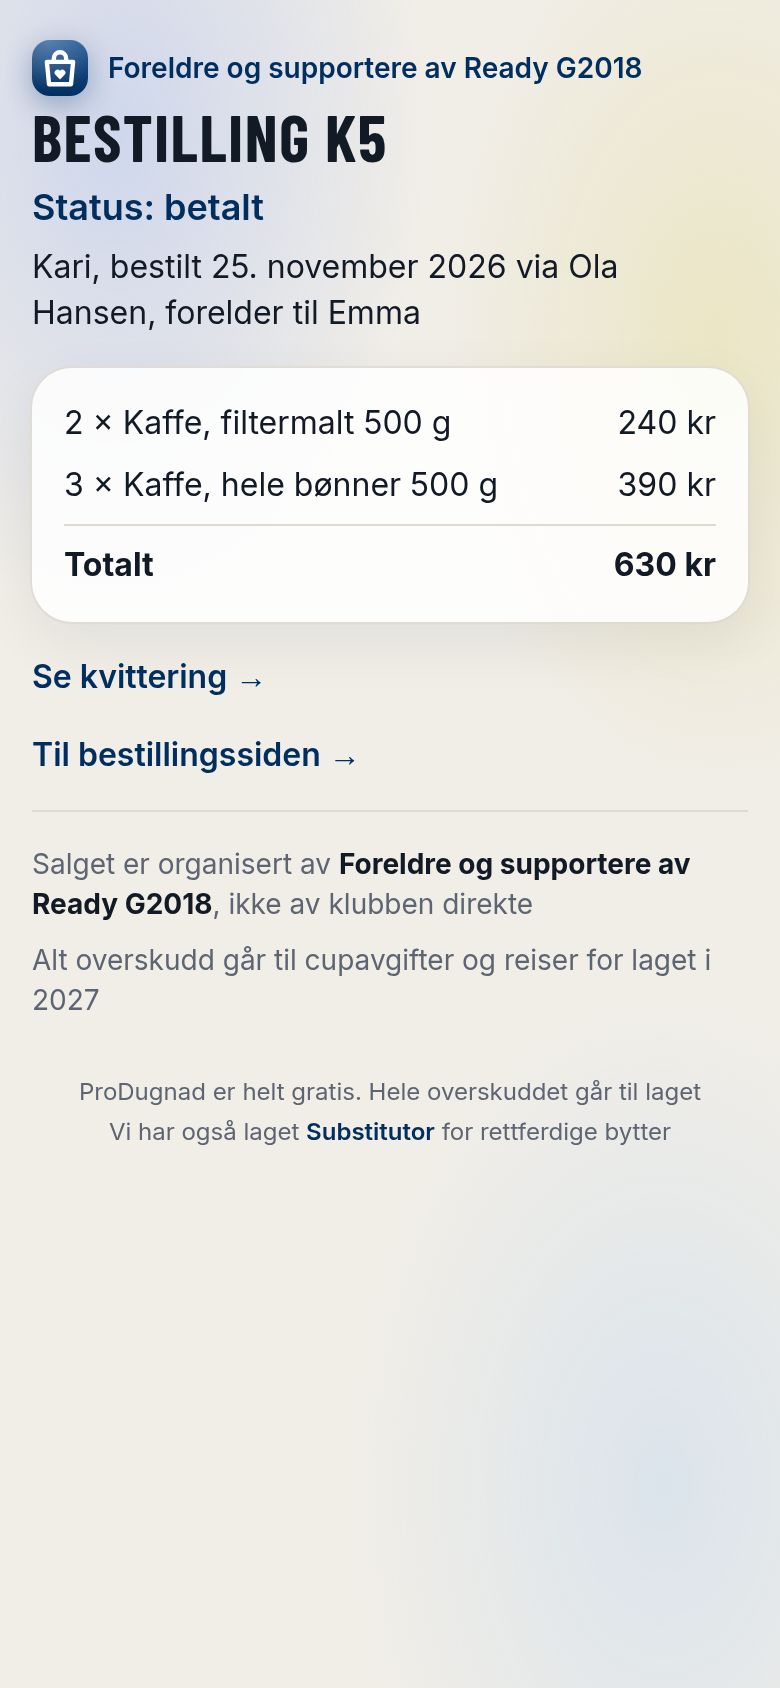 Foreldre og supportere av Ready G2018
BESTILLING K5
Status: betalt
Kari, bestilt 25. november 2026 via Ola
Hansen, forelder til Emma
2 × Kaffe, filtermalt 500 g 240 kr
3 × Kaffe, hele bønner 500 g 390 kr
Totalt 630 kr
Se kvittering →
Til bestillingssiden →
Salget er organisert av Foreldre og supportere av
Ready G2018, ikke av klubben direkte
Alt overskudd går til cupavgifter og reiser for laget i
2027
ProDugnad er helt gratis. Hele overskuddet går til laget
Vi har også laget Substitutor for rettferdige bytter